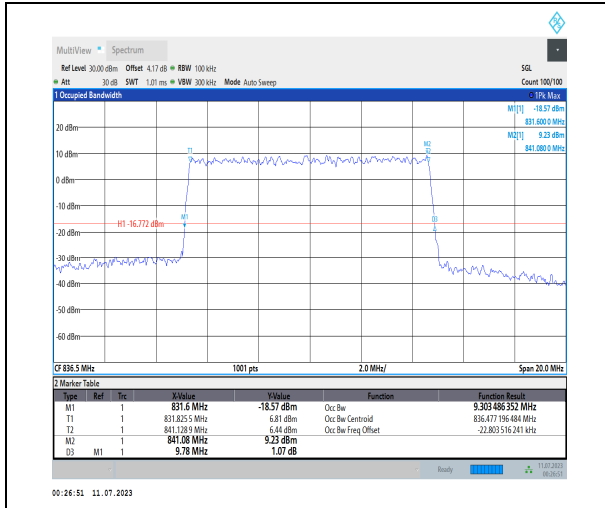 MultiView Spectrum
Ref Level 30.00 dBm Offset 4.17 dB RBW 100 kHz SGL
Att 30 dB SWT 1.01 ms VBW 300 kHz Mode Auto Sweep Count 100/100
1 Occupied Bandwidth 1Pk Max
M1[1] -18.57 dBm
831.600 0 MHz
M2[1] 9.23 dBm
841.080 0 MHz
20 dBm
M2
T1
10 dBm
0 dBm
-10 dBm
M1
D3
H1 -16.772 dBm
-20 dBm
-30 dBm
-40 dBm
-50 dBm
-60 dBm
CF 836.5 MHz 1001 pts 2.0 MHz/ Span 20.0 MHz
2 Marker Table
Type Ref Trc X-Value Y-Value Function Function Result
M1 1 831.6 MHz -18.57 dBm Occ Bw 9.303 486 352 MHz
T1 1 831.825 5 MHz 6.81 dBm Occ Bw Centroid 836.477 196 484 MHz
T2 1 841.128 9 MHz 6.44 dBm Occ Bw Freq Offset -22.803 516 241 kHz
M2 1 841.08 MHz 9.23 dBm
D3 M1 1 9.78 MHz 1.07 dB
Ready 11.07.2023
00:26:51
00:26:51 11.07.2023